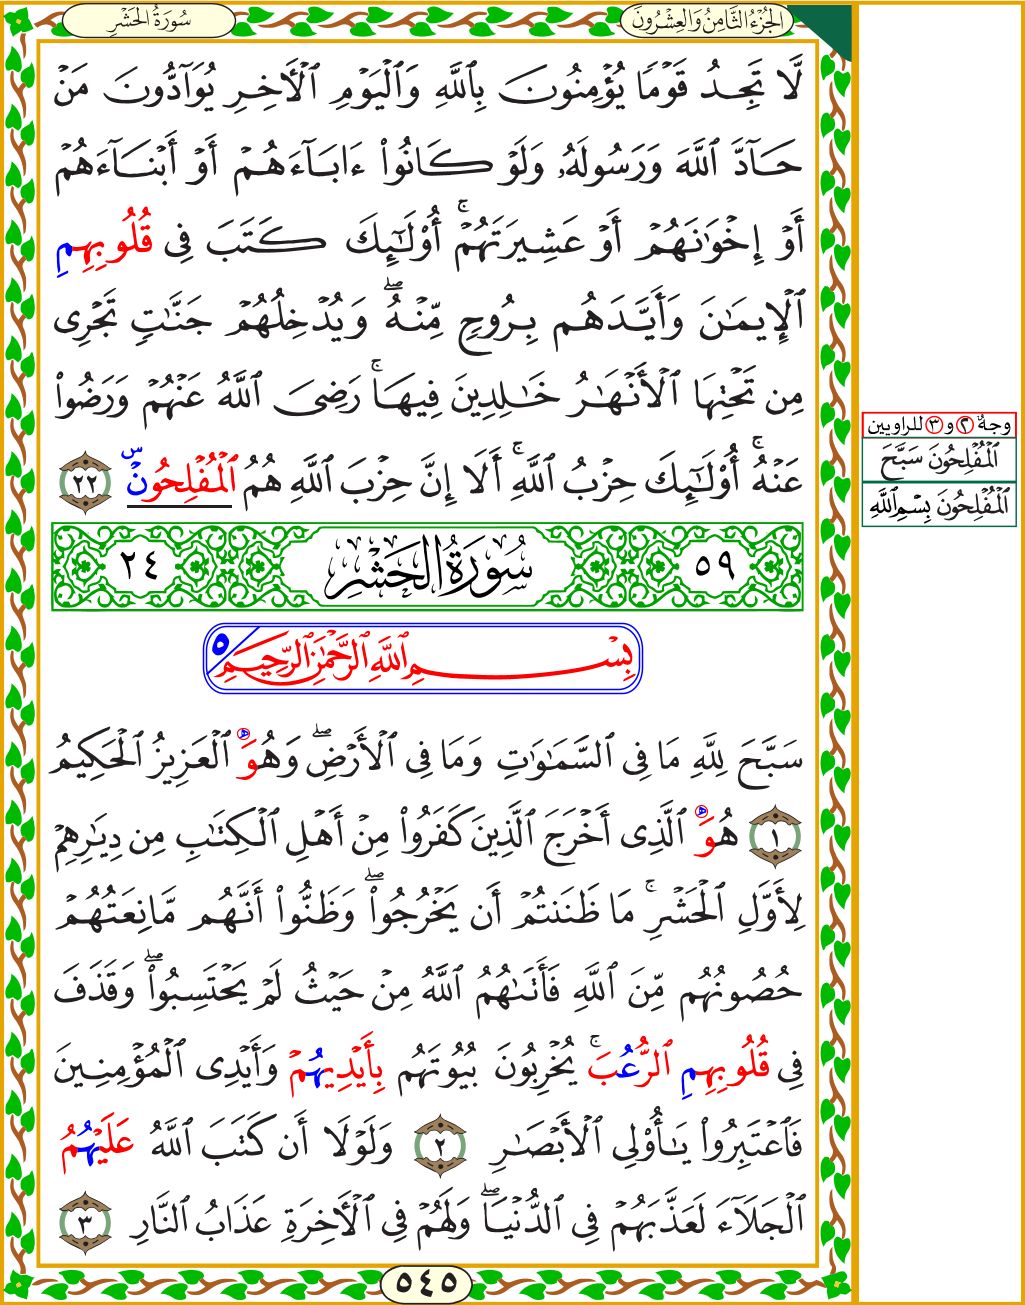 الجُزْءُ الثَّامِنُ وَالعِشْرُونَ
سُورَةُ الحَشْرِ
لَّا تَجِدُ قَوْمًا يُؤْمِنُونَ بِٱللَّهِ وَٱلْيَوْمِ ٱلْأَخِرِ يُوَآدُّونَ مَنْ
حَآدَّ ٱللَّهَ وَرَسُولَهُۥ وَلَوْ كَانُوا۟ ءَابَآءَهُمْ أَوْ أَبْنَآءَهُمْ
أَوْ إِخْوَٰنَهُمْ أَوْ عَشِيرَتَهُمْ ۚ أُو۟لَٰٓئِكَ كَتَبَ فِى قُلُوبِهِمِ
ٱلْإِيمَٰنَ وَأَيَّدَهُم بِرُوحٍ مِّنْهُ ۖ وَيُدْخِلُهُمْ جَنَّٰتٍ تَجْرِى
مِن تَحْتِهَا ٱلْأَنْهَٰرُ خَٰلِدِينَ فِيهَا ۚ رَضِىَ ٱللَّهُ عَنْهُمْ وَرَضُوا۟
عَنْهُ ۚ أُو۟لَٰٓئِكَ حِزْبُ ٱللَّهِ ۚ أَلَا إِنَّ حِزْبَ ٱللَّهِ هُمُ ٱلْمُفْلِحُونَ ۜ ٢٢
٥٩ سُورَةُ الحَشْرِ ٢٤
بِسْمِ ٱللَّهِ ٱلرَّحْمَٰنِ ٱلرَّحِيمِ ٥
سَبَّحَ لِلَّهِ مَا فِى ٱلسَّمَٰوَٰتِ وَمَا فِى ٱلْأَرْضِ ۖ وَهُوَ ٱلْعَزِيزُ ٱلْحَكِيمُ
١ هُوَ ٱلَّذِى أَخْرَجَ ٱلَّذِينَ كَفَرُوا۟ مِنْ أَهْلِ ٱلْكِتَٰبِ مِن دِيَٰرِهِمْ
لِأَوَّلِ ٱلْحَشْرِ ۚ مَا ظَنَنتُمْ أَن يَخْرُجُوا۟ ۖ وَظَنُّوا۟ أَنَّهُم مَّانِعَتُهُمْ
حُصُونُهُم مِّنَ ٱللَّهِ فَأَتَىٰهُمُ ٱللَّهُ مِنْ حَيْثُ لَمْ يَحْتَسِبُوا۟ ۖ وَقَذَفَ
فِى قُلُوبِهِمِ ٱلرُّعُبَ ۚ يُخْرِبُونَ بُيُوتَهُم بِأَيْدِيهُمْ وَأَيْدِى ٱلْمُؤْمِنِينَ
فَٱعْتَبِرُوا۟ يَٰٓأُو۟لِى ٱلْأَبْصَٰرِ ٢ وَلَوْلَا أَن كَتَبَ ٱللَّهُ عَلَيْهُمُ
ٱلْجَلَآءَ لَعَذَّبَهُمْ فِى ٱلدُّنْيَا ۖ وَلَهُمْ فِى ٱلْأَخِرَةِ عَذَابُ ٱلنَّارِ ٣
٥٤٥
وجهُ ٢ و ٣ للراويين
ٱلْمُفْلِحُونَ سَبَّحَ
ٱلْمُفْلِحُونَ بِسْمِ ٱللَّهِ